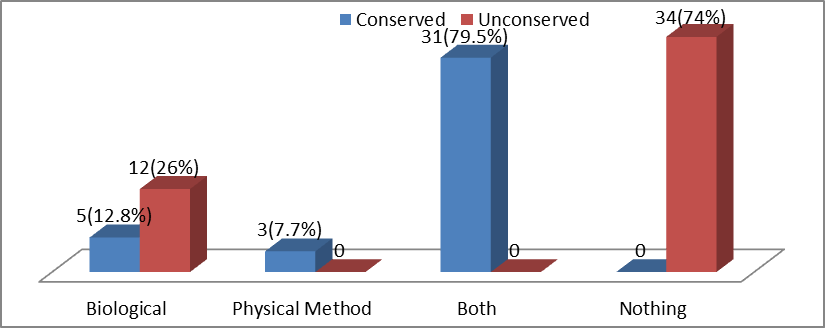 Conserved Unconserved
31(79.5%) 34(74%)
12(26%)
5(12.8%) 3(7.7%) 0 0 0
Biological Physical Method Both Nothing